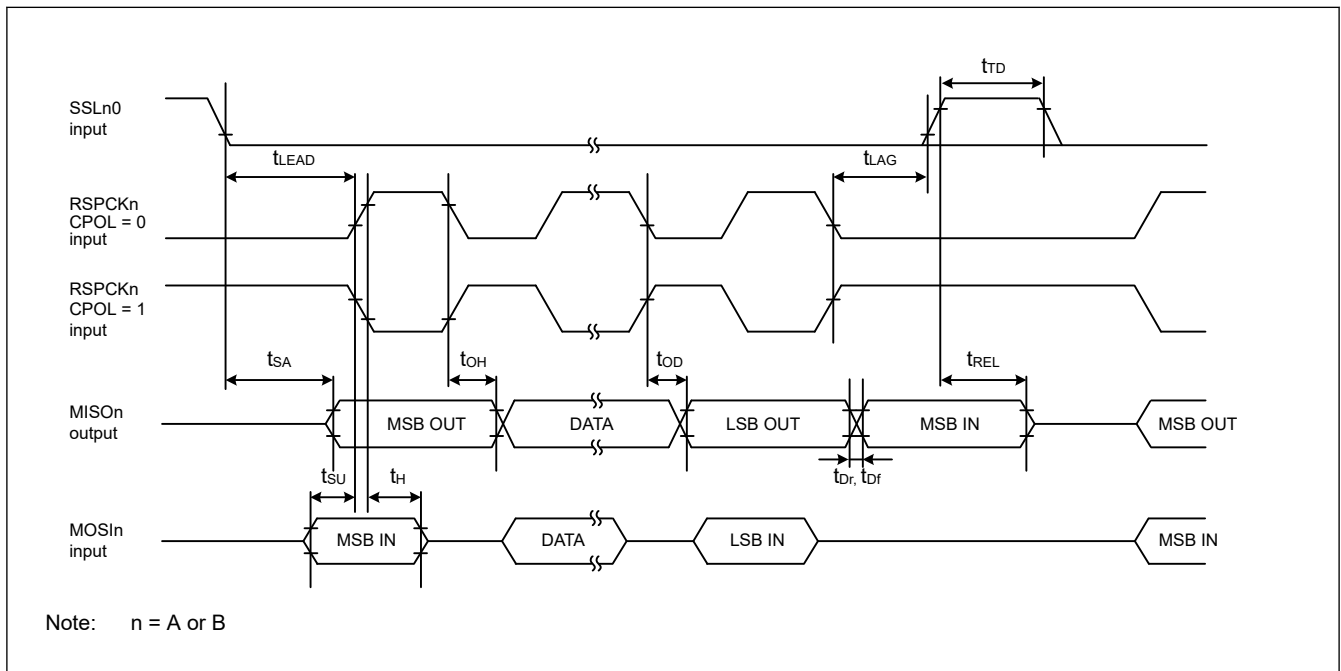 tTD
SSLn0
input
tLEAD
tLAG
RSPCKn
CPOL = 0
input
RSPCKn
CPOL = 1
input
tSA
tOH
tOD
tREL
MISOn
output
MSB OUT
DATA
LSB OUT
MSB IN
MSB OUT
tSU
tH
tDr, tDf
MOSIn
input
MSB IN
DATA
LSB IN
MSB IN
Note: n = A or B